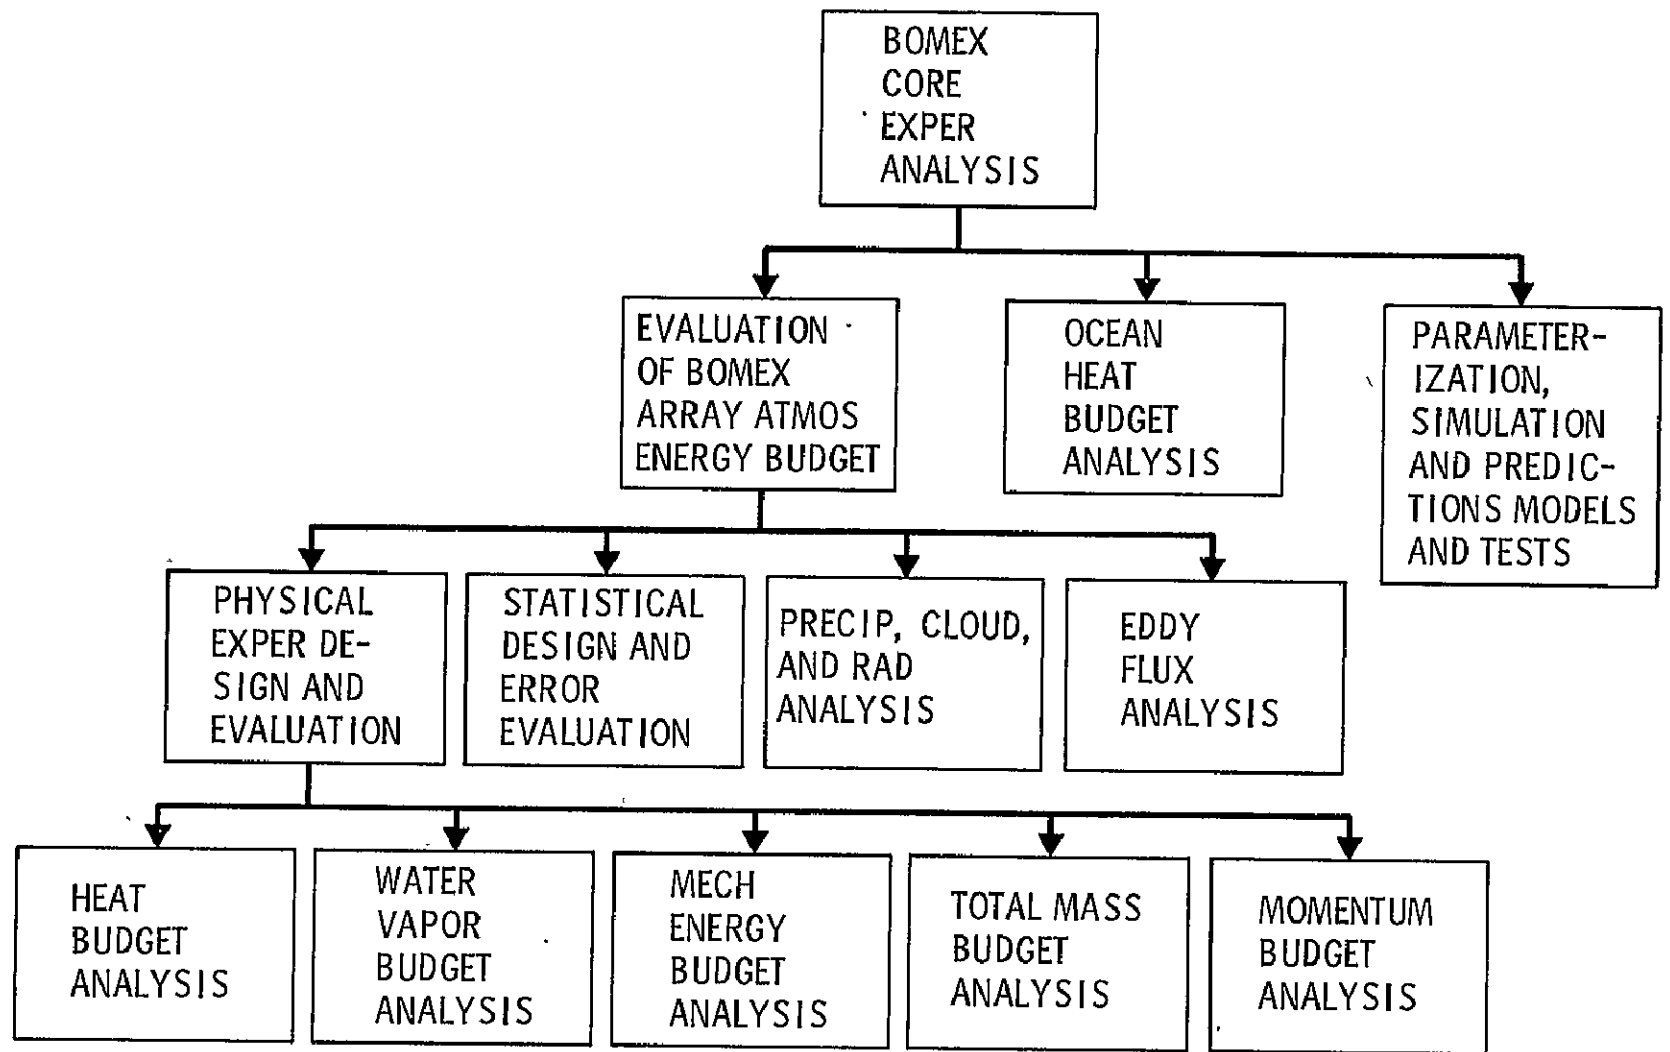 BOMEX
CORE
EXPER
ANALYSIS
EVALUATION
OF BOMEX
ARRAY ATMOS
ENERGY BUDGET
OCEAN
HEAT
BUDGET
ANALYSIS
PARAMETER-
IZATION,
SIMULATION
AND PREDIC-
TIONS MODELS
AND TESTS
PHYSICAL
EXPER DE-
SIGN AND
EVALUATION
STATISTICAL
DESIGN AND
ERROR
EVALUATION
PRECIP, CLOUD,
AND RAD
ANALYSIS
EDDY
FLUX
ANALYSIS
HEAT
BUDGET
ANALYSIS
WATER
VAPOR
BUDGET
ANALYSIS
MECH
ENERGY
BUDGET
ANALYSIS
TOTAL MASS
BUDGET
ANALYSIS
MOMENTUM
BUDGET
ANALYSIS